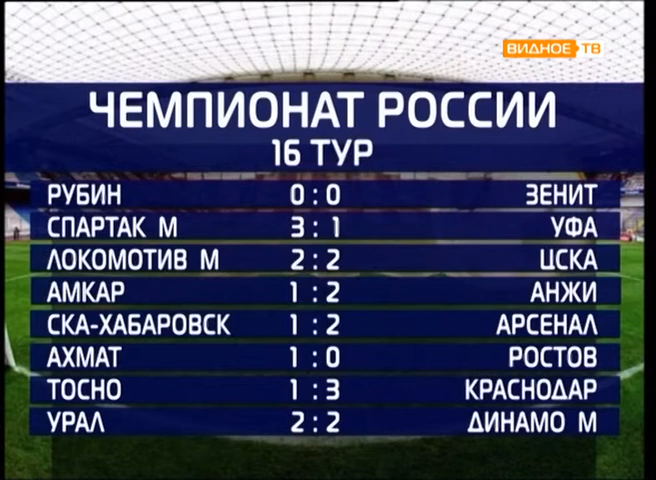 ВИДНОЕ ТВ
ЧЕМПИОНАТ РОССИИ
16 ТУР
РУБИН 0 : 0 ЗЕНИТ
СПАРТАК М 3 : 1 УФА
ЛОКОМОТИВ М 2 : 2 ЦСКА
АМКАР 1 : 2 АНЖИ
СКА-ХАБАРОВСК 1 : 2 АРСЕНАЛ
АХМАТ 1 : 0 РОСТОВ
ТОСНО 1 : 3 КРАСНОДАР
УРАЛ 2 : 2 ДИНАМО М